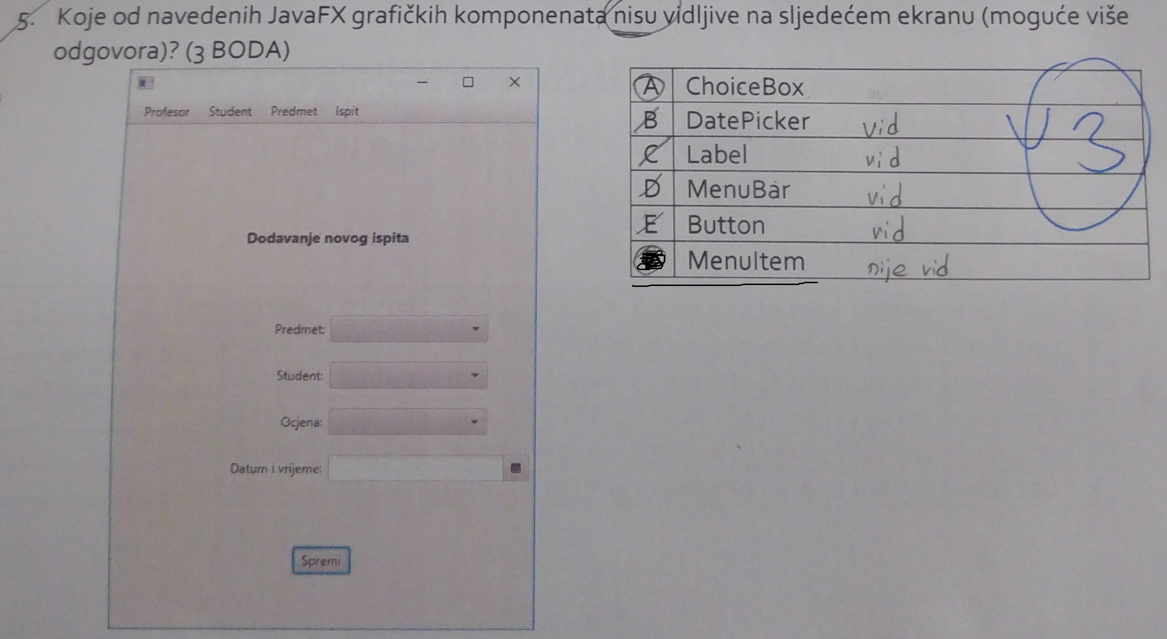 5. Koje od navedenih JavaFX grafičkih komponenata nisu vidljive na sljedećem ekranu (moguće više
odgovora)? (3 BODA)
Profesor Student Predmet Ispit
Dodavanje novog ispita
Predmet:
Student:
Ocjena:
Datum i vrijeme:
Spremi
A ChoiceBox
B DatePicker vid
C Label vid
D MenuBar vid
E Button vid
MenuItem nije vid
3